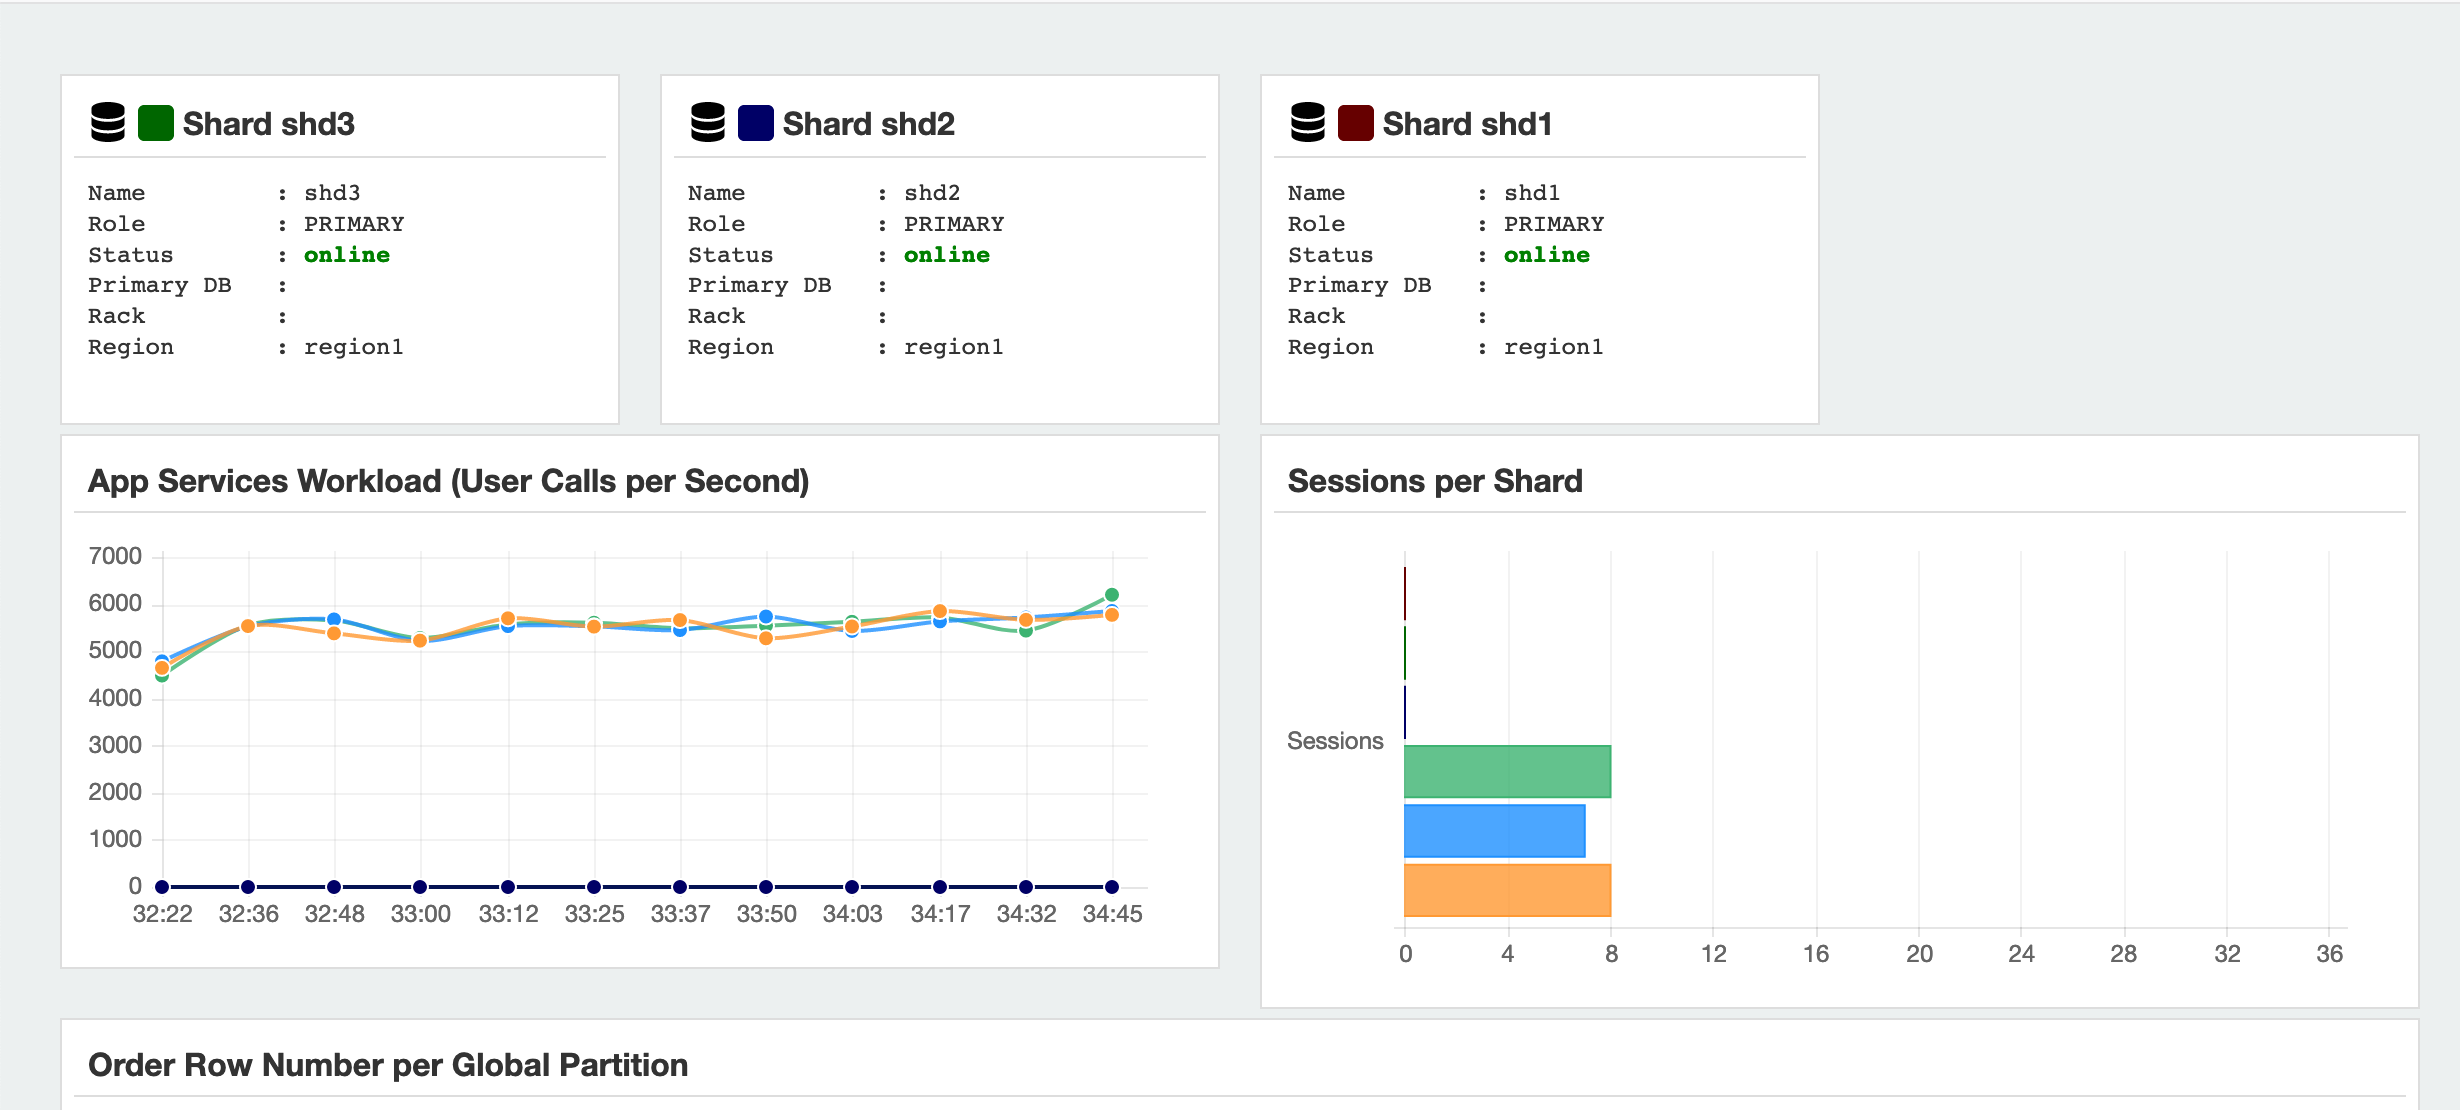 Shard shd3
Name : shd3
Role : PRIMARY
Status : online
Primary DB :
Rack :
Region : region1
Shard shd2
Name : shd2
Role : PRIMARY
Status : online
Primary DB :
Rack :
Region : region1
Shard shd1
Name : shd1
Role : PRIMARY
Status : online
Primary DB :
Rack :
Region : region1
App Services Workload (User Calls per Second)
7000
6000
5000
4000
3000
2000
1000
0
32:22 32:36 32:48 33:00 33:12 33:25 33:37 33:50 34:03 34:17 34:32 34:45
Sessions per Shard
Sessions
0 4 8 12 16 20 24 28 32 36
Order Row Number per Global Partition